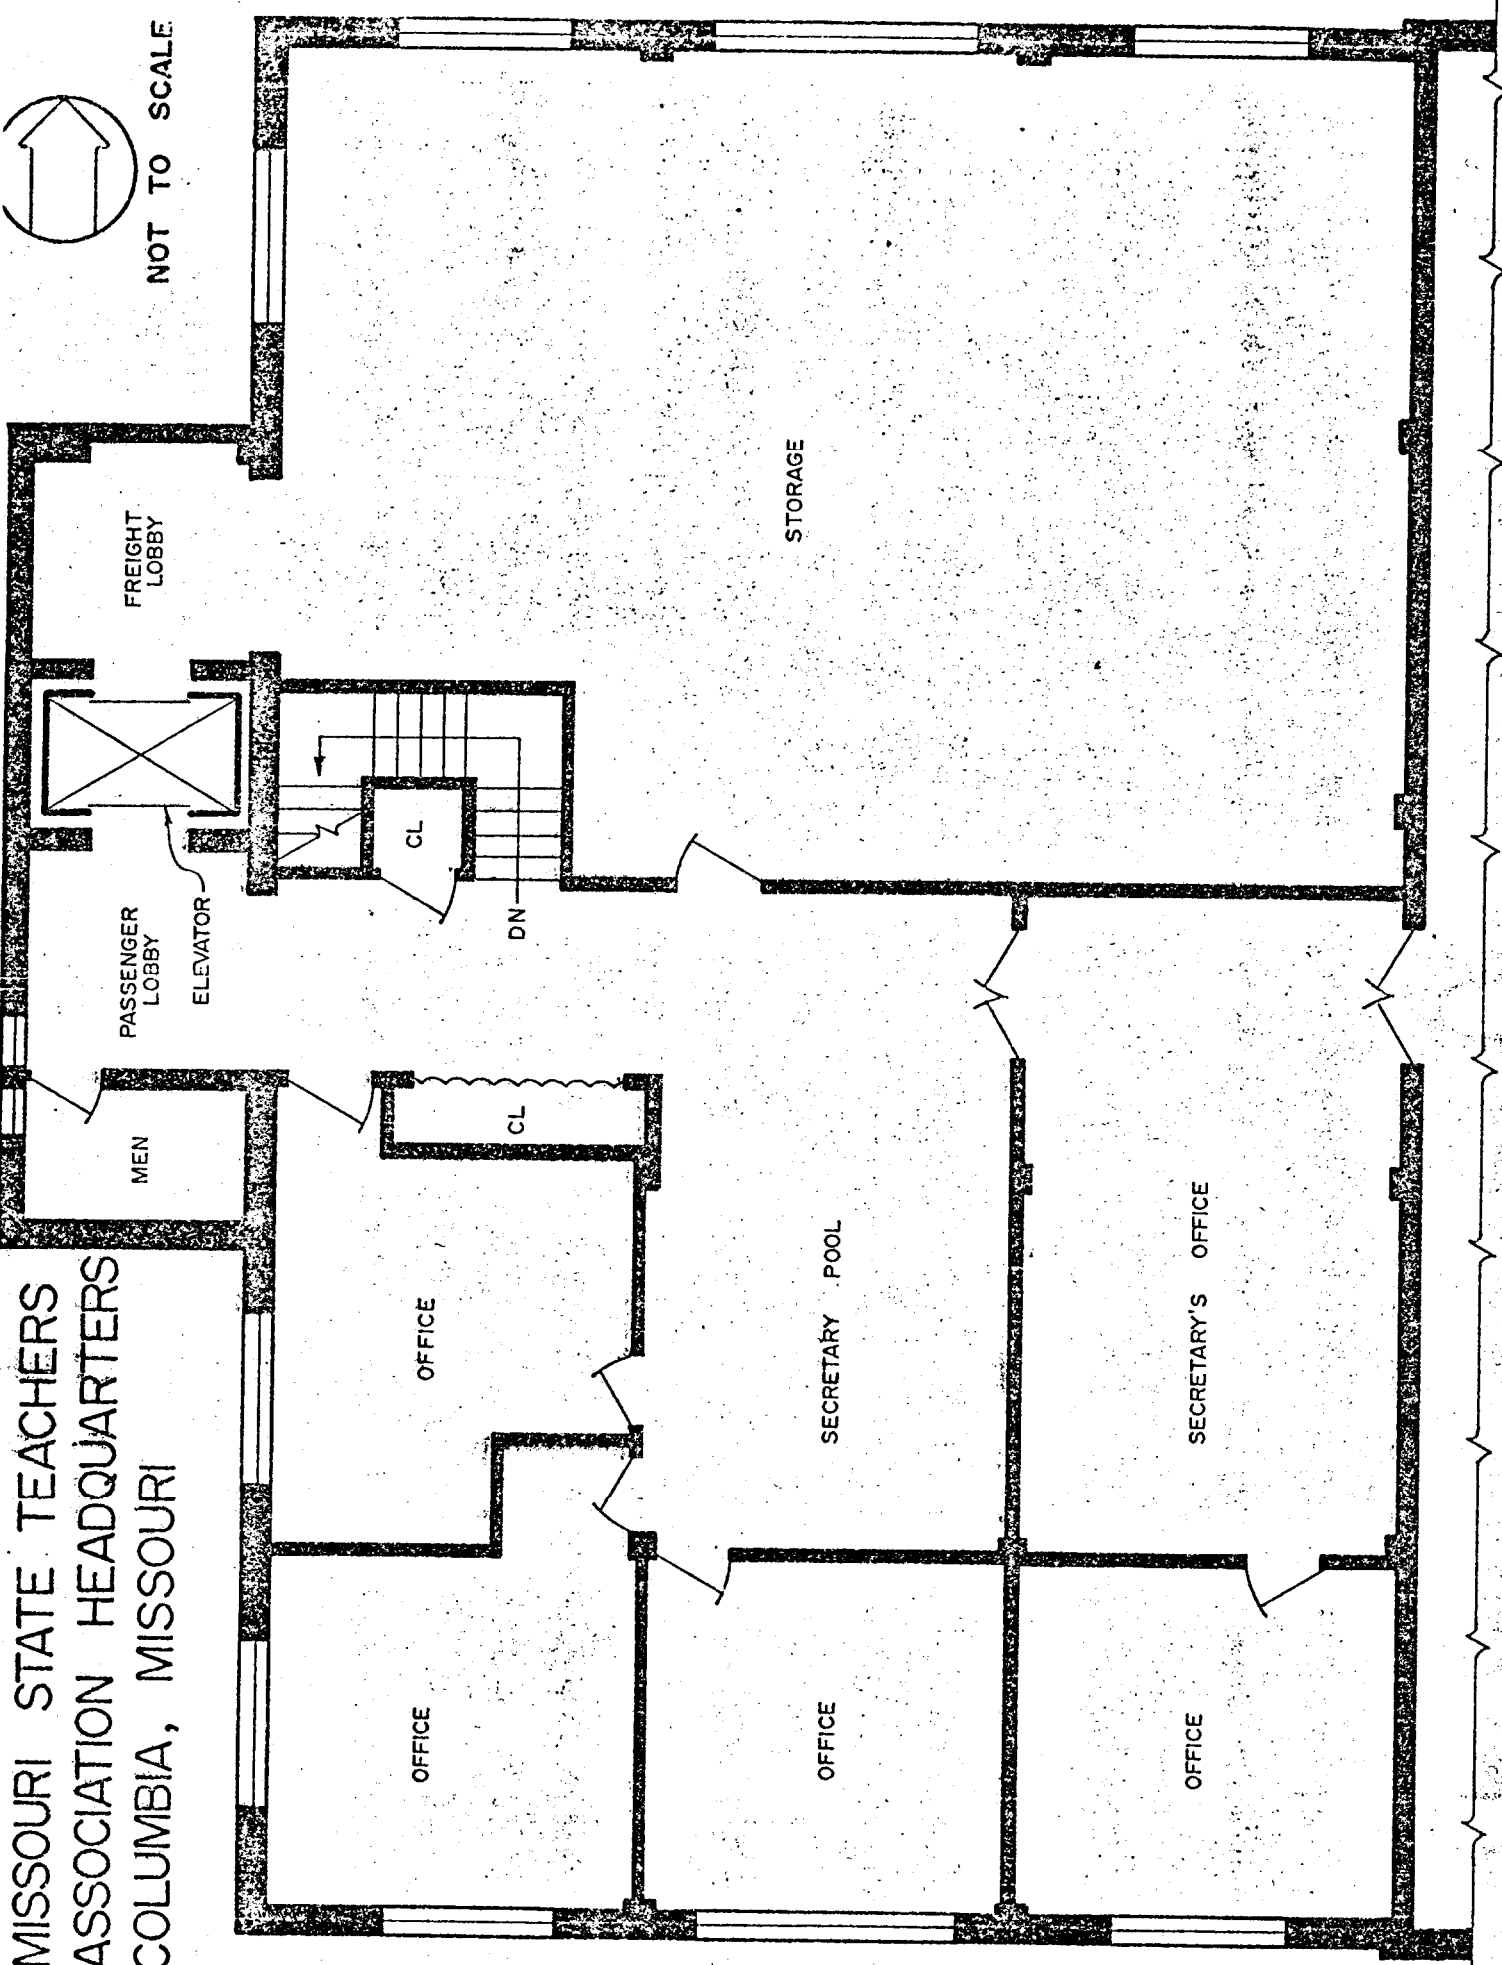 MISSOURI STATE TEACHERS
ASSOCIATION HEADQUARTERS
COLUMBIA, MISSOURI
NOT TO SCALE
MEN
PASSENGER
LOBBY
ELEVATOR
FREIGHT
LOBBY
OFFICE
OFFICE
CL
CL
DN
STORAGE
OFFICE
SECRETARY POOL
OFFICE
SECRETARY'S OFFICE